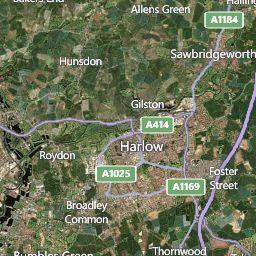 Allens Green
A1184
Sawbridgeworth
Hunsdon
Gilston
A414
Harlow
Roydon
A1025
A1169
Foster
Street
Broadley
Common
Thornwood